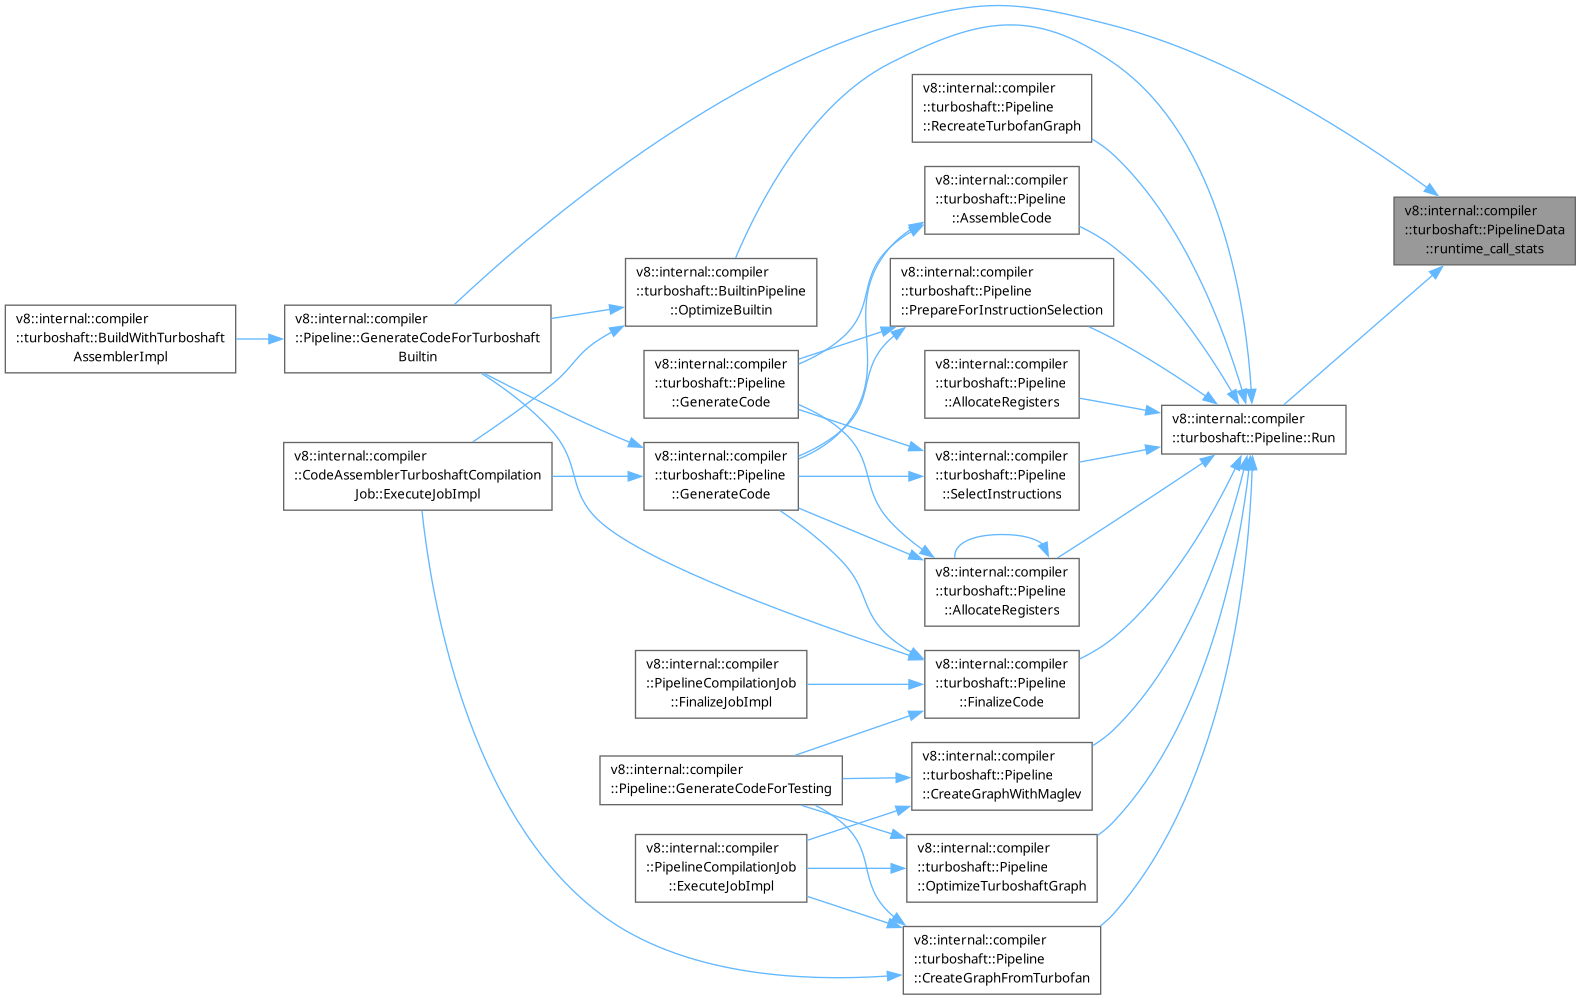 v8::internal::compiler
::turboshaft::Pipeline
::RecreateTurbofanGraph
v8::internal::compiler
::turboshaft::Pipeline
::AssembleCode
v8::internal::compiler
::turboshaft::PipelineData
::runtime_call_stats
v8::internal::compiler
::turboshaft::BuiltinPipeline
::OptimizeBuiltin
v8::internal::compiler
::turboshaft::Pipeline
::PrepareForInstructionSelection
v8::internal::compiler
::turboshaft::BuildWithTurboshaft
AssemblerImpl
v8::internal::compiler
::Pipeline::GenerateCodeForTurboshaft
Builtin
v8::internal::compiler
::turboshaft::Pipeline
::GenerateCode
v8::internal::compiler
::turboshaft::Pipeline
::AllocateRegisters
v8::internal::compiler
::turboshaft::Pipeline::Run
v8::internal::compiler
::CodeAssemblerTurboshaftCompilation
Job::ExecuteJobImpl
v8::internal::compiler
::turboshaft::Pipeline
::GenerateCode
v8::internal::compiler
::turboshaft::Pipeline
::SelectInstructions
v8::internal::compiler
::turboshaft::Pipeline
::AllocateRegisters
v8::internal::compiler
::PipelineCompilationJob
::FinalizeJobImpl
v8::internal::compiler
::turboshaft::Pipeline
::FinalizeCode
v8::internal::compiler
::Pipeline::GenerateCodeForTesting
v8::internal::compiler
::turboshaft::Pipeline
::CreateGraphWithMaglev
v8::internal::compiler
::PipelineCompilationJob
::ExecuteJobImpl
v8::internal::compiler
::turboshaft::Pipeline
::OptimizeTurboshaftGraph
v8::internal::compiler
::turboshaft::Pipeline
::CreateGraphFromTurbofan